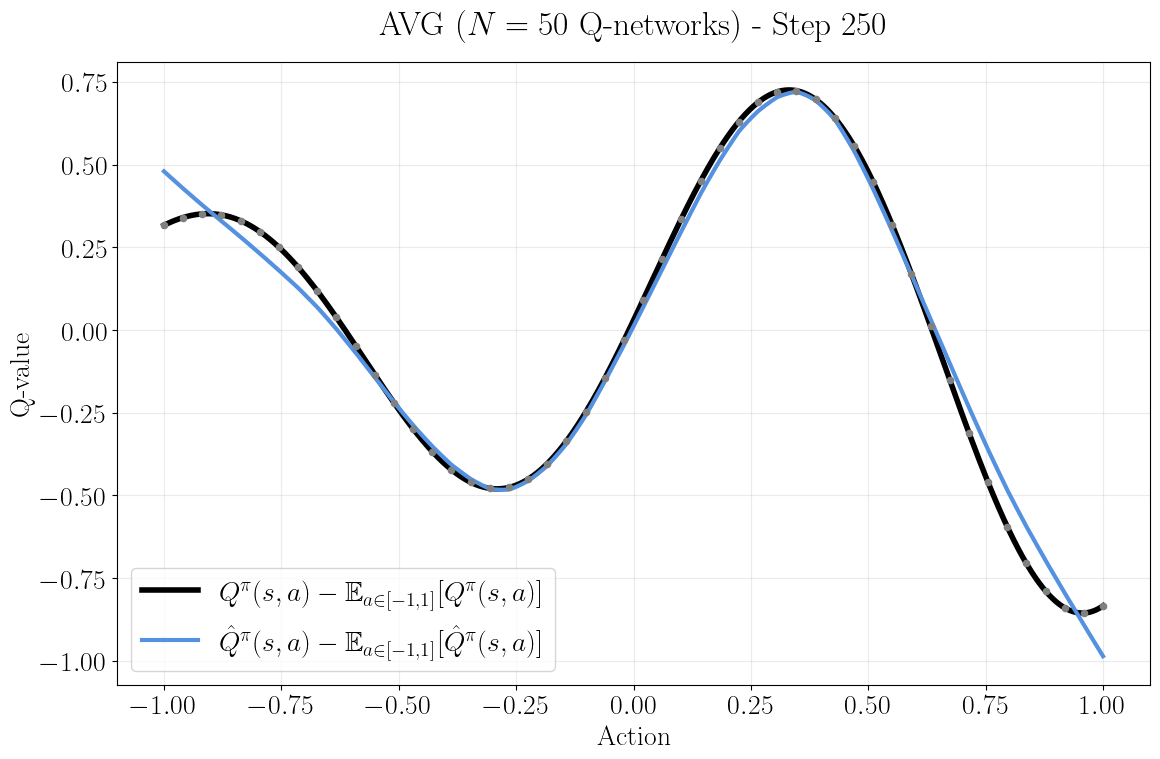 AVG (N = 50 Q-networks) - Step 250
0.75
0.50
0.25
0.00
−0.25
−0.50
−0.75
−1.00
Q-value
Q^π(s, a) − 𝔼_{a∈[−1,1]}[Q^π(s, a)]
Q̂^π(s, a) − 𝔼_{a∈[−1,1]}[Q̂^π(s, a)]
−1.00 −0.75 −0.50 −0.25 0.00 0.25 0.50 0.75 1.00
Action